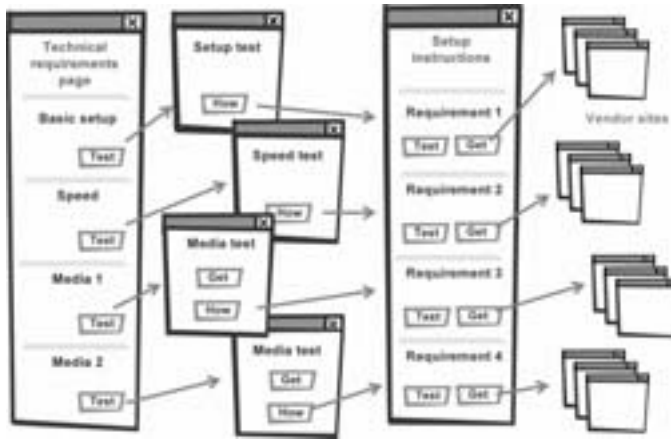 Technical
requirements
page
Basic setup
Test
Speed
Test
Media 1
Test
Media 2
Test
Setup test
How
Speed test
How
Media test
Get
How
Media test
Get
How
Setup
instructions
Requirement 1
Test Get
Requirement 2
Test Get
Requirement 3
Test Get
Requirement 4
Test Get
Vendor sites